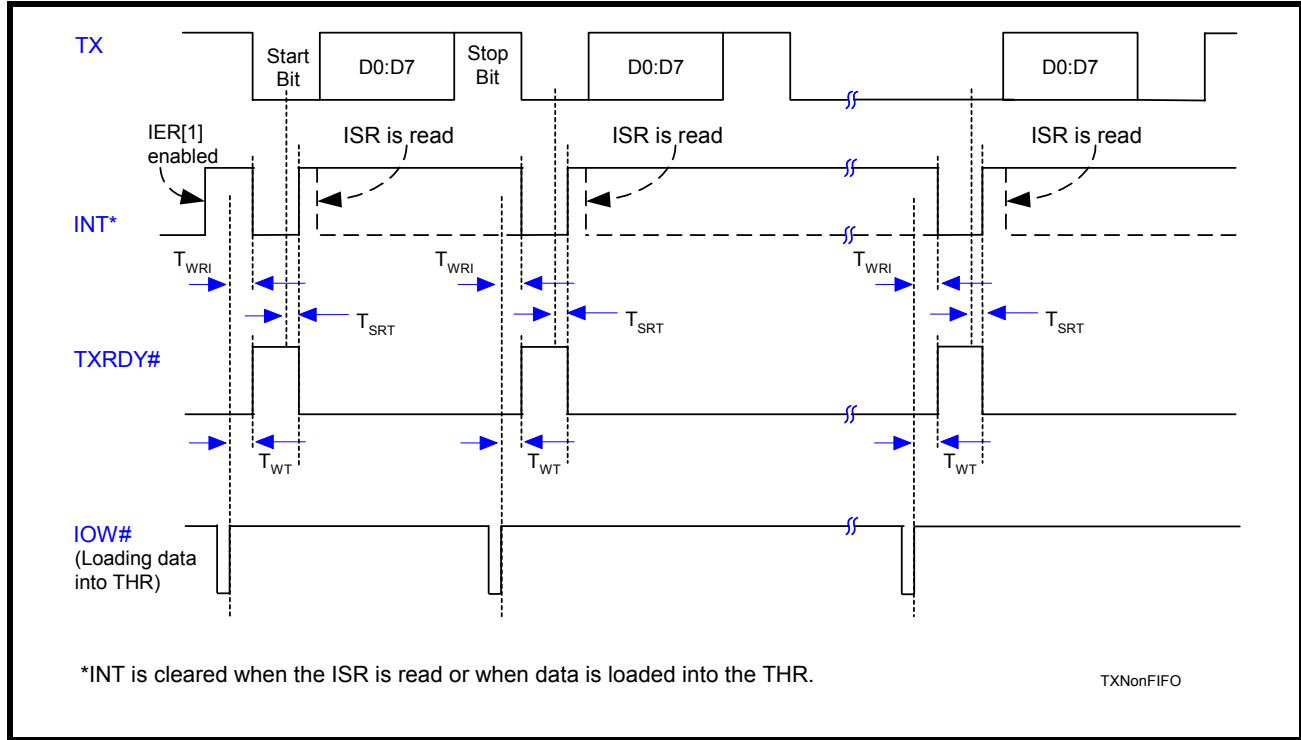 TX
Start
Bit
D0:D7
Stop
Bit
D0:D7
D0:D7
IER[1]
enabled
ISR is read
ISR is read
ISR is read
INT*
TWRI
TWRI
TWRI
TSRT
TSRT
TSRT
TXRDY#
TWT
TWT
TWT
IOW#
(Loading data
into THR)
*INT is cleared when the ISR is read or when data is loaded into the THR.
TXNonFIFO